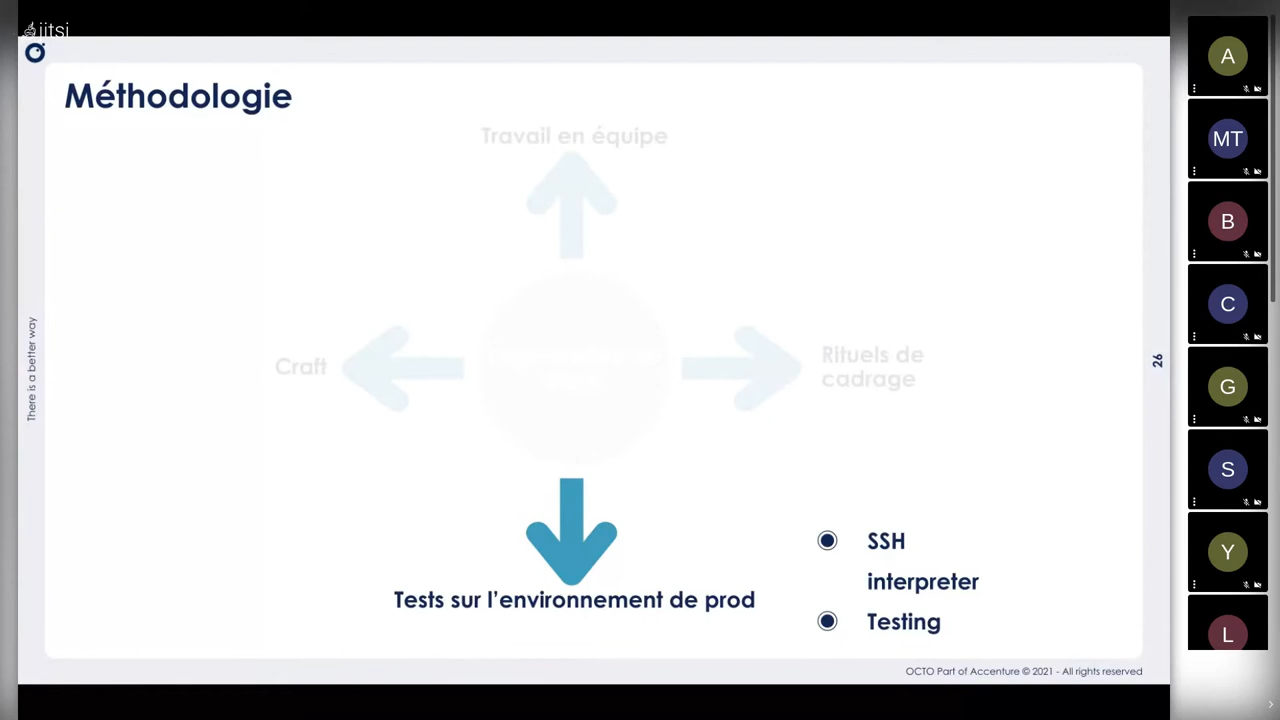 jitsi
Méthodologie
Travail en équipe
Craft
Rituels de
cadrage
Tests sur l’environnement de prod
SSH
interpreter
Testing
There is a better way
26
OCTO Part of Accenture © 2021 - All rights reserved
A
MT
B
C
G
S
Y
L